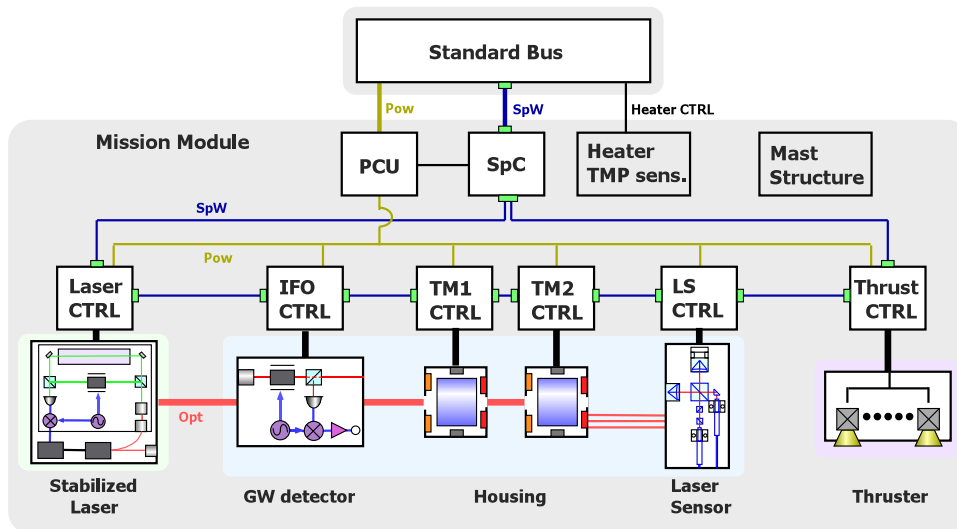 Standard Bus
Pow
SpW
Heater CTRL
Mission Module
PCU
SpC
Heater
TMP sens.
Mast
Structure
SpW
Pow
Laser
CTRL
IFO
CTRL
TM1
CTRL
TM2
CTRL
LS
CTRL
Thrust
CTRL
Opt
Stabilized
Laser
GW detector
Housing
Laser
Sensor
Thruster